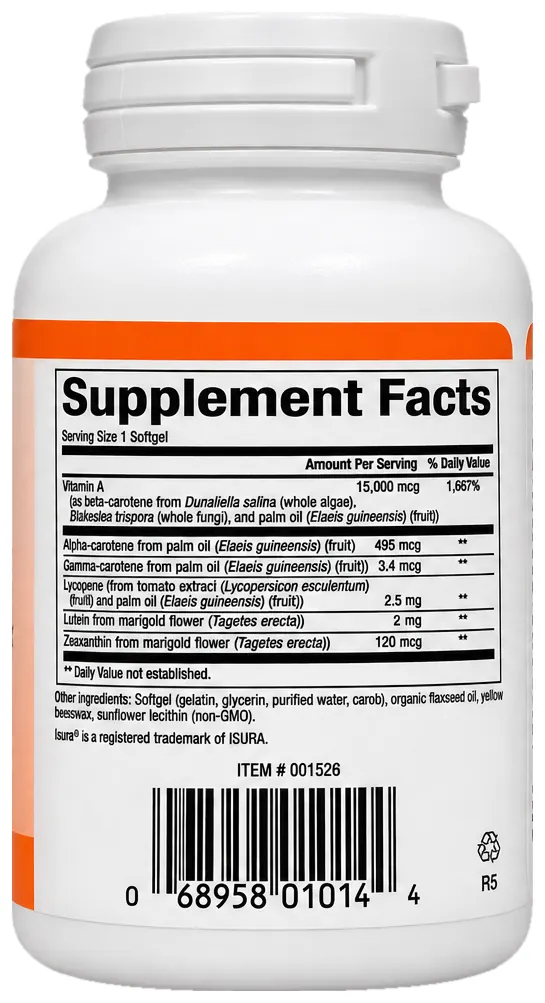 Supplement Facts
Serving Size 1 Softgel
Amount Per Serving % Daily Value
Vitamin A 15,000 mcg 1,667%
(as beta-carotene from Dunaliella salina (whole algae),
Blakeslea trispora (whole fungi), and palm oil (Elaeis guineensis) (fruit))
Alpha-carotene from palm oil (Elaeis guineensis) (fruit) 495 mcg **
Gamma-carotene from palm oil (Elaeis guineensis) (fruit)) 3.4 mcg **
Lycopene (from tomato extraci (Lycopersicon esculentum)
(fruitl) and palm oil (Elaeis guineensis) (fruit)) 2.5 mg **
Lutein from marigold flower (Tagetes erecta)) 2 mg **
Zeaxanthin from marigold flower (Tagetes erecta)) 120 mcg **
** Daily Value not established.
Other ingredients: Softgel (gelatin, glycerin, purified water, carob), organic flaxseed oil, yellow
beeswax, sunflower lecithin (non-GMO).
Isura® is a registered trademark of ISURA.
ITEM # 001526
0 68958 01014 4
R5